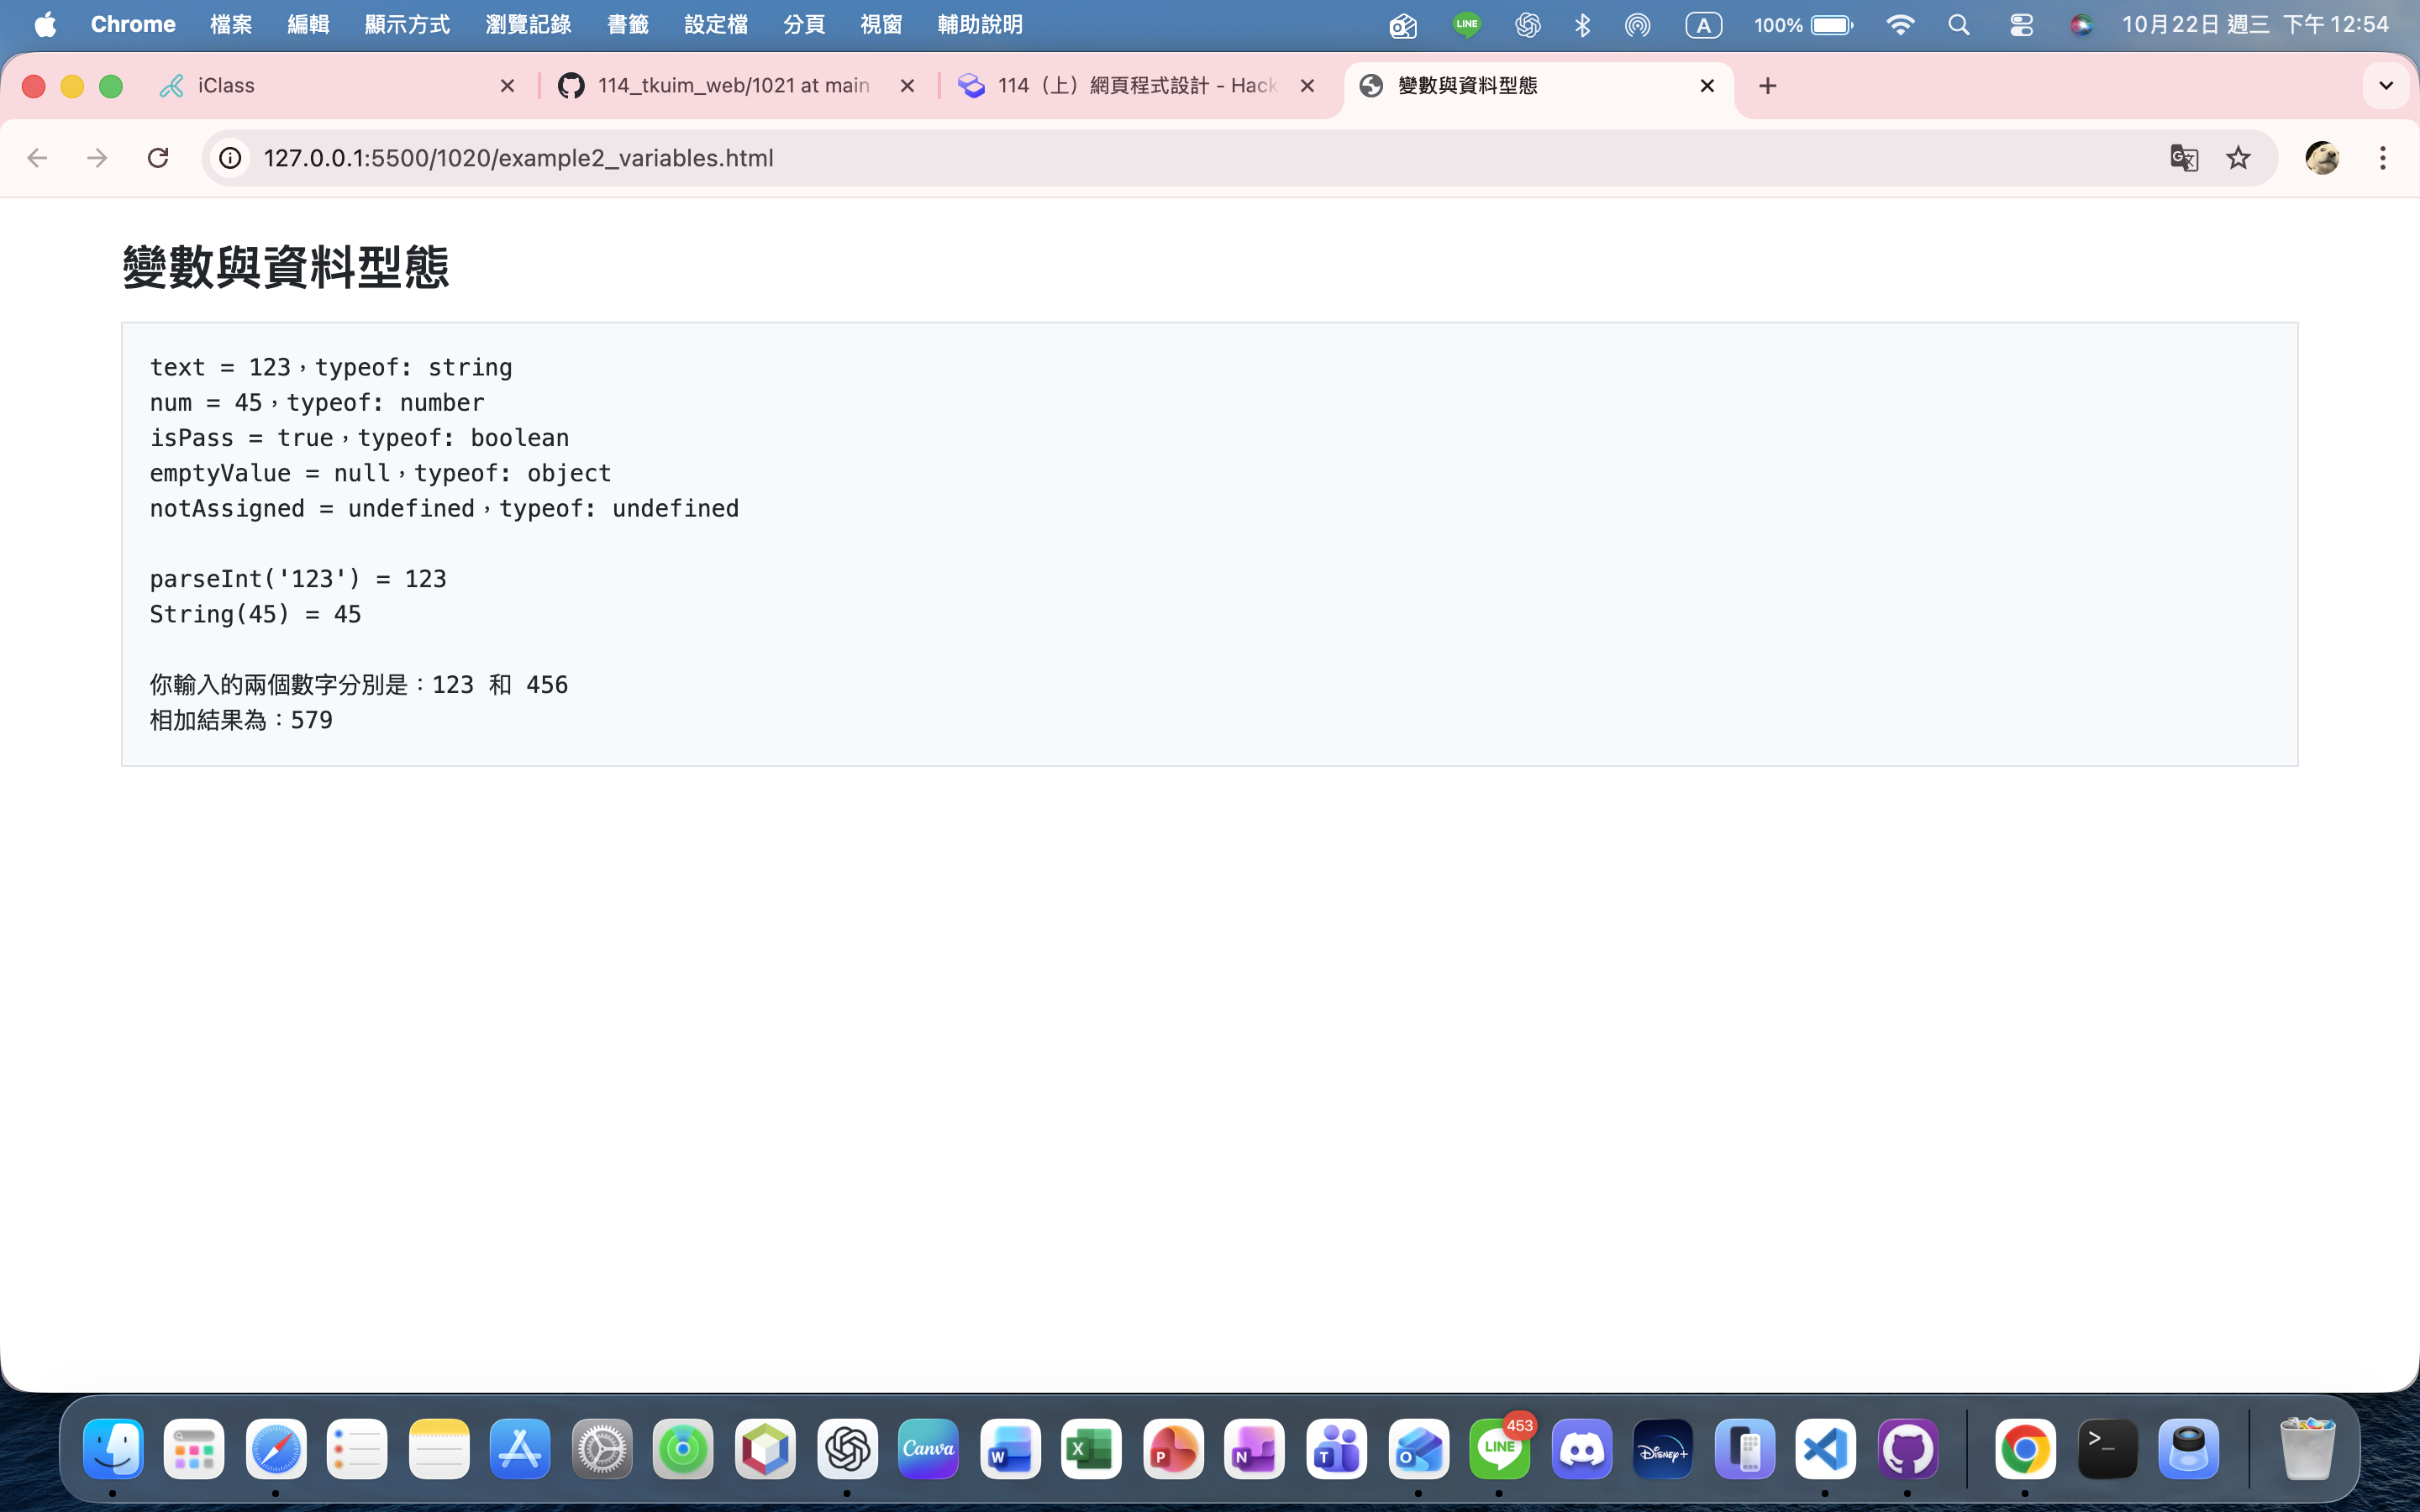 Chrome 檔案 編輯 顯示方式 瀏覽記錄 書籤 設定檔 分頁 視窗 輔助說明 LINE A 100% 10月22日 週三 下午 12:54
iClass 114_tkuim_web/1021 at main 114（上）網頁程式設計 - Hack 變數與資料型態
127.0.0.1:5500/1020/example2_variables.html
變數與資料型態
text = 123，typeof: string
num = 45，typeof: number
isPass = true，typeof: boolean
emptyValue = null，typeof: object
notAssigned = undefined，typeof: undefined
parseInt('123') = 123
String(45) = 45
你輸入的兩個數字分別是：123 和 456
相加結果為：579
Canva W X P N T O LINE 453 Disney+ >_